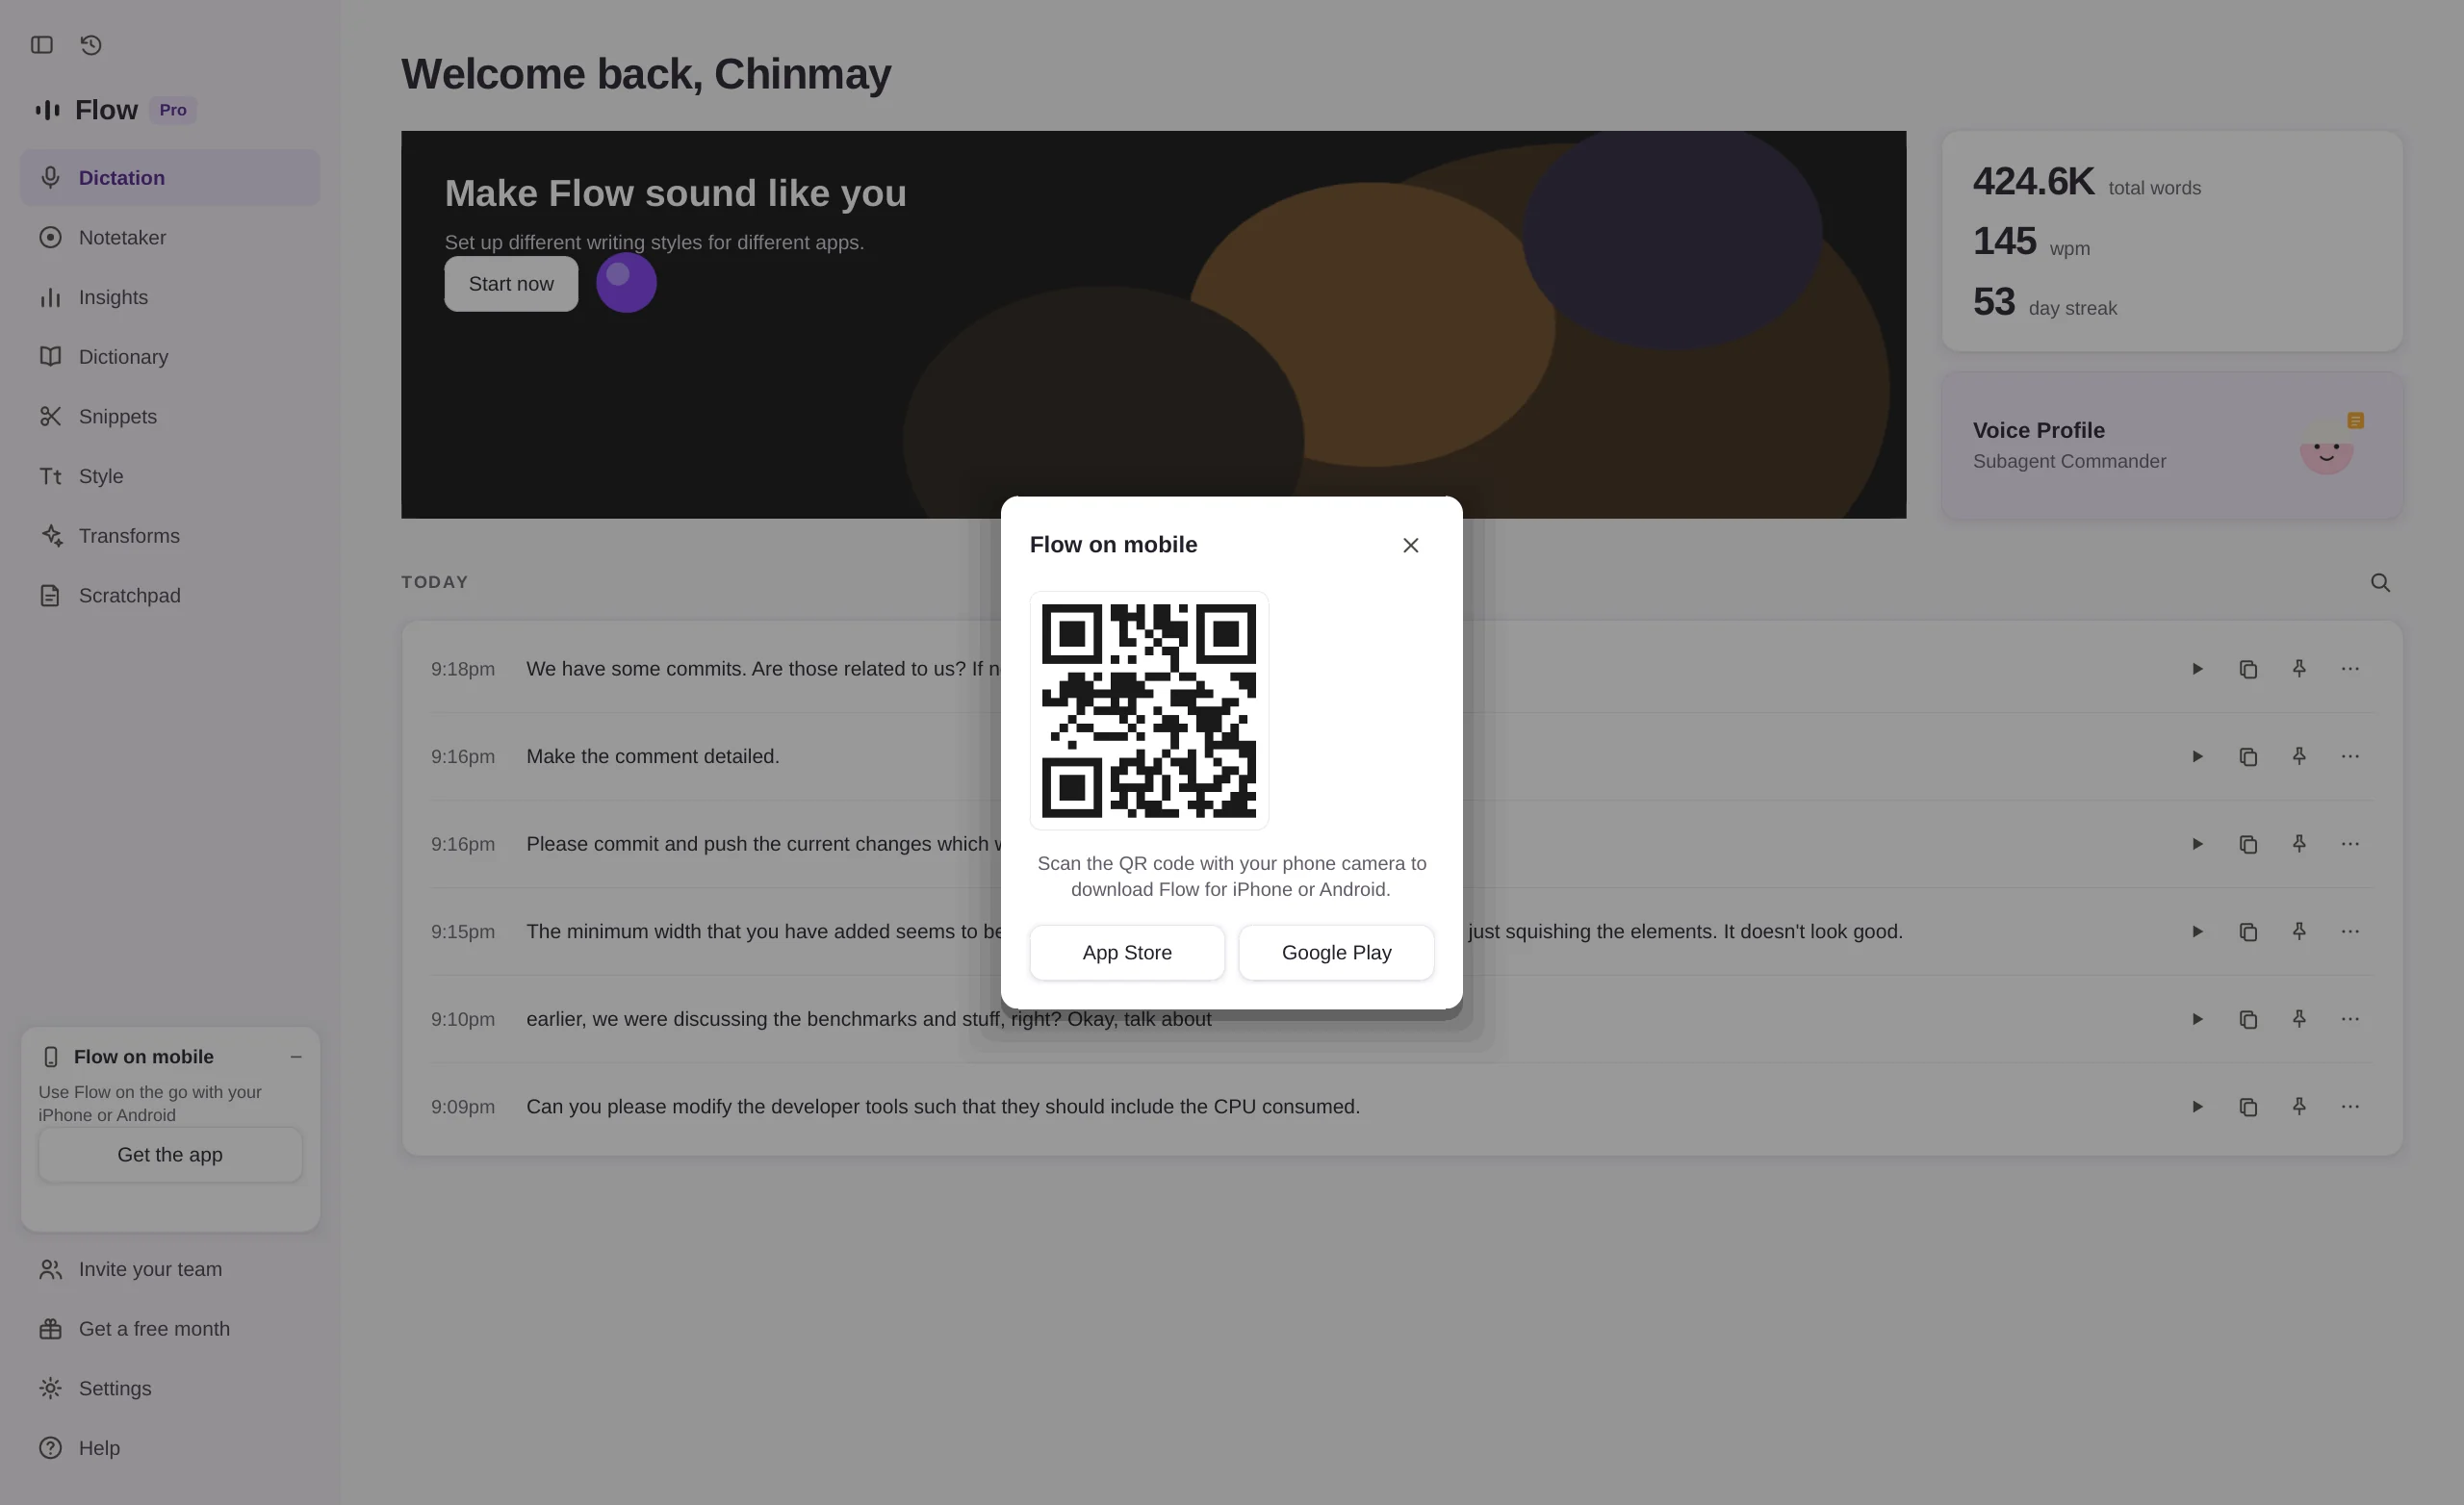 Flow Pro
Dictation
Notetaker
Insights
Dictionary
Snippets
Style
Transforms
Scratchpad
Flow on mobile
Use Flow on the go with your
iPhone or Android
Get the app
Invite your team
Get a free month
Settings
Help
Welcome back, Chinmay
Make Flow sound like you
Set up different writing styles for different apps.
Start now
424.6K total words
145 wpm
53 day streak
Voice Profile
Subagent Commander
TODAY
9:18pm We have some commits. Are those related to us? If
9:16pm Make the comment detailed.
9:16pm Please commit and push the current changes which
9:15pm The minimum width that you have added seems to just squishing the elements. It doesn't look good.
9:10pm earlier, we were discussing the benchmarks and stuff, right? Okay, talk about
9:09pm Can you please modify the developer tools such that they should include the CPU consumed.
Flow on mobile
Scan the QR code with your phone camera to
download Flow for iPhone or Android.
App Store
Google Play